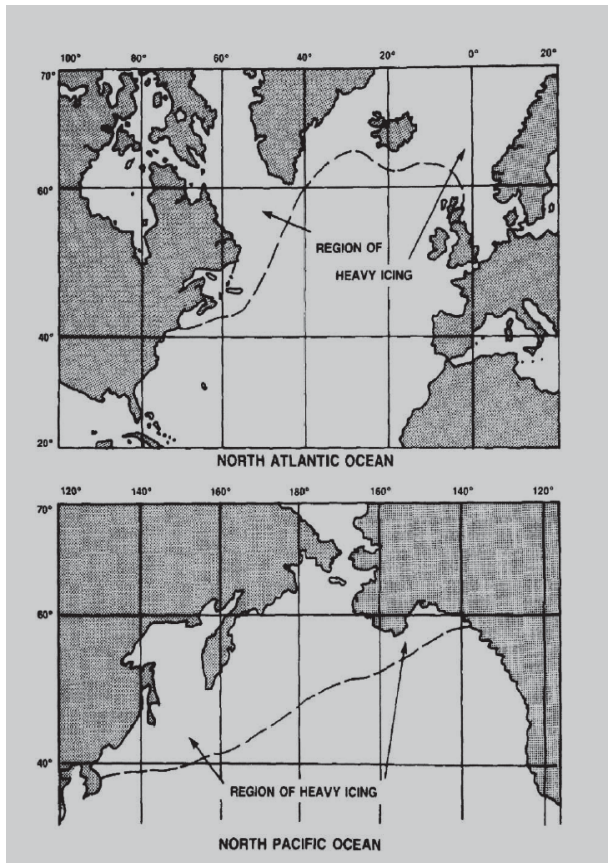 100° 80° 60° 40° 20° 0° 20°
70°
60°
REGION OF
HEAVY ICING
40°
20°
NORTH ATLANTIC OCEAN
120° 140° 160° 180° 160° 140° 120°
70°
60°
40°
REGION OF HEAVY ICING
NORTH PACIFIC OCEAN